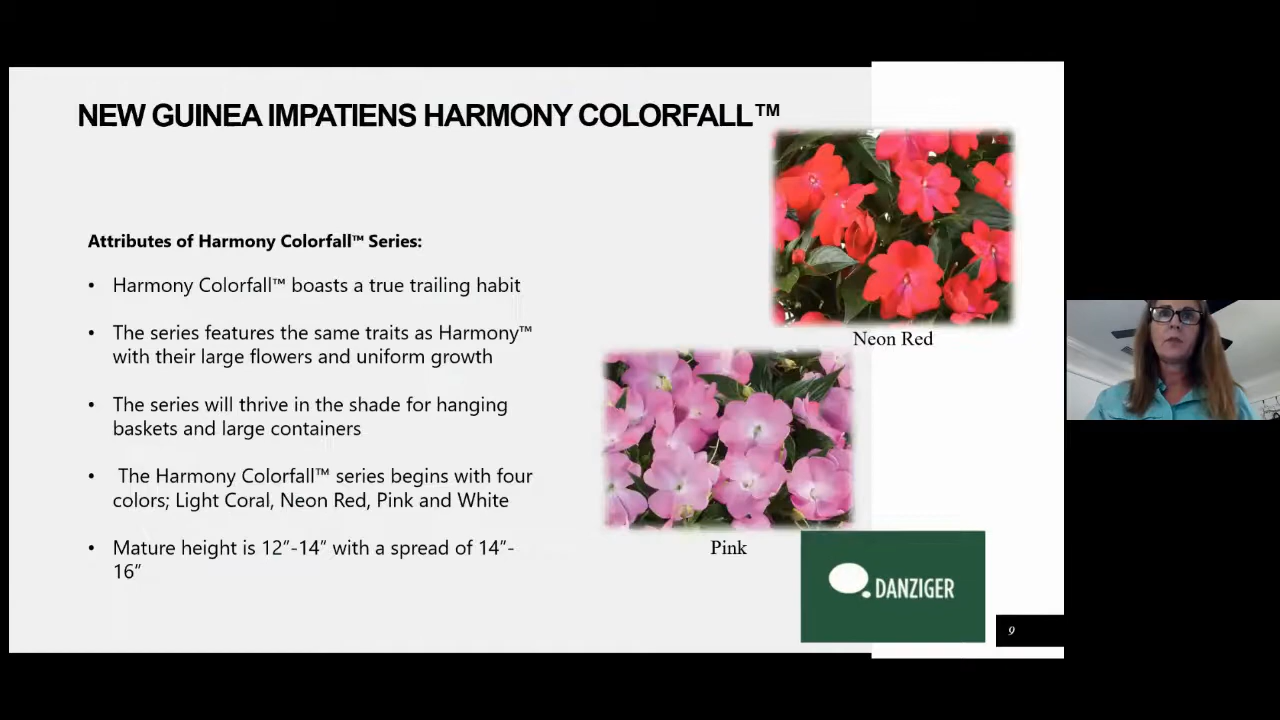 NEW GUINEA IMPATIENS HARMONY COLORFALL™
Attributes of Harmony Colorfall™ Series:
• Harmony Colorfall™ boasts a true trailing habit
• The series features the same traits as Harmony™
with their large flowers and uniform growth
• The series will thrive in the shade for hanging
baskets and large containers
• The Harmony Colorfall™ series begins with four
colors; Light Coral, Neon Red, Pink and White
• Mature height is 12”-14” with a spread of 14”-
16”
Neon Red
Pink
DANZIGER
9